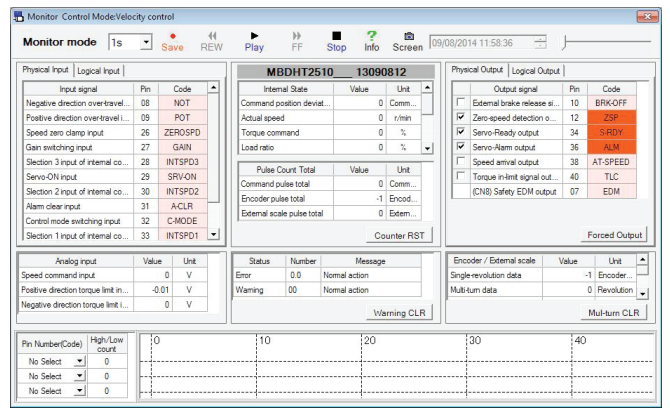 Monitor Control Mode:Velocity control
Monitor mode 1s Save REW Play FF Stop Info Screen 09/08/2014 11:58:36
Physical Input Logical Input
Input signal Pin Code
Negative direction over-travel... 08 NOT
Positive direction over-travel i... 09 POT
Speed zero clamp input 26 ZEROSPD
Gain switching input 27 GAIN
Slection 3 input of internal co... 28 INTSPD3
Servo-ON input 29 SRV-ON
Slection 2 input of internal co... 30 INTSPD2
Alarm clear input 31 A-CLR
Control mode switching input 32 C-MODE
Slection 1 input of internal co... 33 INTSPD1
MBDHT2510___ 13090812
Internal State Value Unit
Command position deviat... 0 Comm...
Actual speed 0 r/min
Torque command 0 %
Load ratio 0 %
Pulse Count Total Value Unit
Command pulse total 0 Comm...
Encoder pulse total -1 Encod...
External scale pulse total 0 Extern...
Counter RST
Physical Output Logical Output
Output signal Pin Code
External brake release si... 10 BRK-OFF
Zero-speed detection o... 12 ZSP
Servo-Ready output 34 S-RDY
Servo-Alarm output 36 ALM
Speed arrival output 38 AT-SPEED
Torque in-limit signal out... 40 TLC
(CN8) Safety EDM output 07 EDM
Forced Output
Analog input Value Unit
Speed command input 0 V
Positive direction torque limit in... -0.01 V
Negative direction torque limit i... 0 V
Status Number Message
Error 0.0 Normal action
Warning 00 Normal action
Warning CLR
Encoder / External scale Value Unit
Single-revolution data -1 Encoder...
Multi-turn data 0 Revolution
Mul-turn CLR
Pin Number(Code) High/Low count
No Select 0
No Select 0
No Select 0
0 10 20 30 40